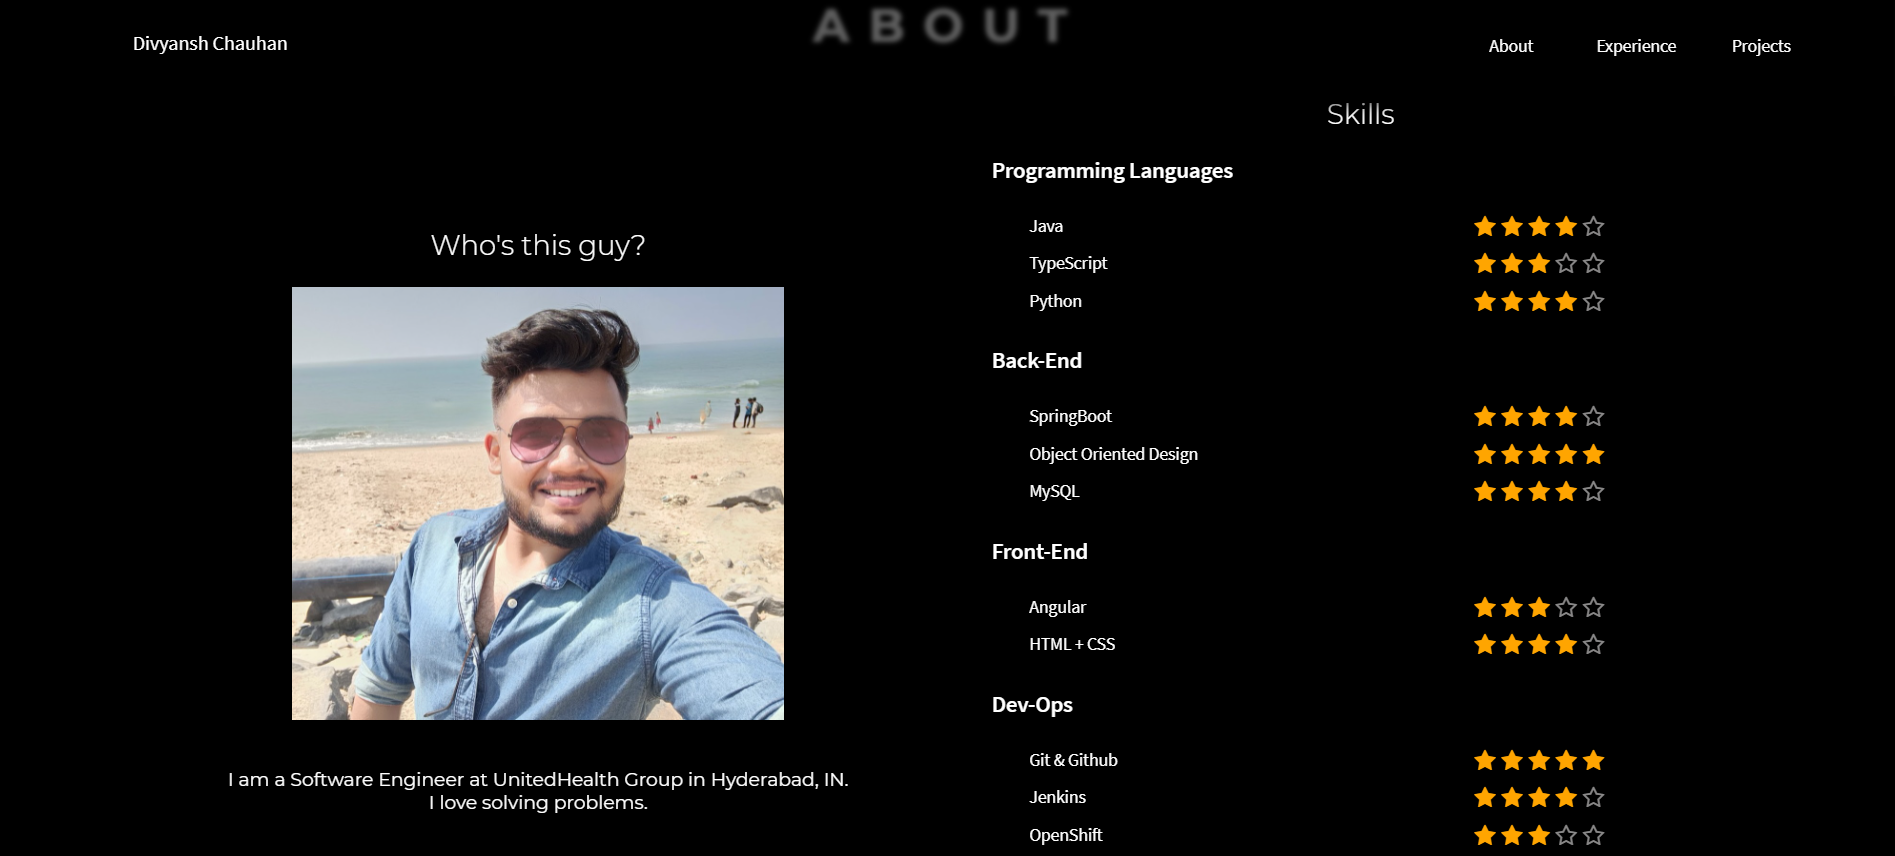 ABOUT
Divyansh Chauhan
About
Experience
Projects
Skills
Programming Languages
Java
TypeScript
Python
Back-End
SpringBoot
Object Oriented Design
MySQL
Front-End
Angular
HTML + CSS
Dev-Ops
Git & Github
Jenkins
OpenShift
Who's this guy?
I am a Software Engineer at UnitedHealth Group in Hyderabad, IN.
I love solving problems.